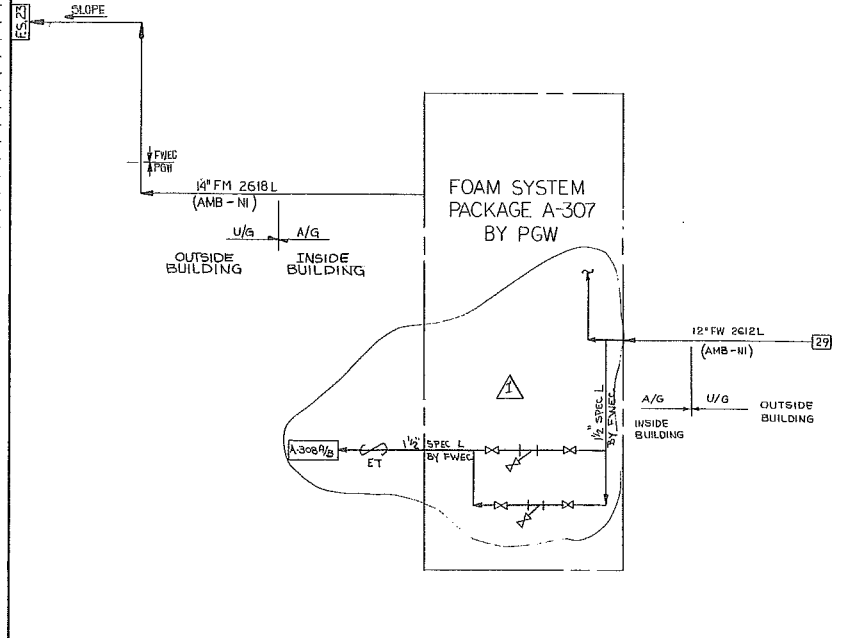 F.S. 23
SLOPE
FWEC
PGW
14" FM 2618 L
(AMB-NI)
U/G
A/G
OUTSIDE
BUILDING
INSIDE
BUILDING
FOAM SYSTEM
PACKAGE A-307
BY PGW
12" FW 2612L
(AMB-NI)
29
A/G
U/G
INSIDE
BUILDING
OUTSIDE
BUILDING
1
1½" SPEC L
BY FWEC
A-308A/B
ET
1½" SPEC L
BY FWEC